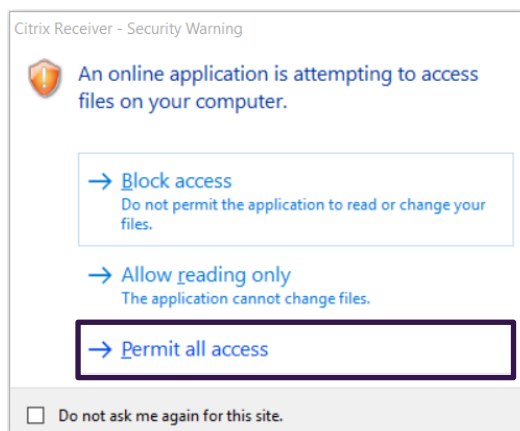 Citrix Receiver - Security Warning
An online application is attempting to access
files on your computer.
Block access
Do not permit the application to read or change your
files.
Allow reading only
The application cannot change files.
Permit all access
Do not ask me again for this site.